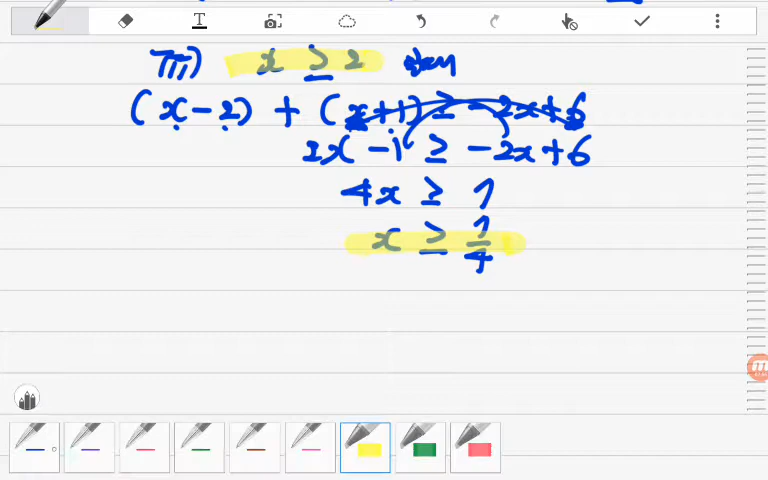 III) x ≥ 2
(x - 2) + (x + 1) ≥ - 2x + 6
2x - 1 ≥ - 2x + 6
4x ≥ 7
x ≥ 7/4